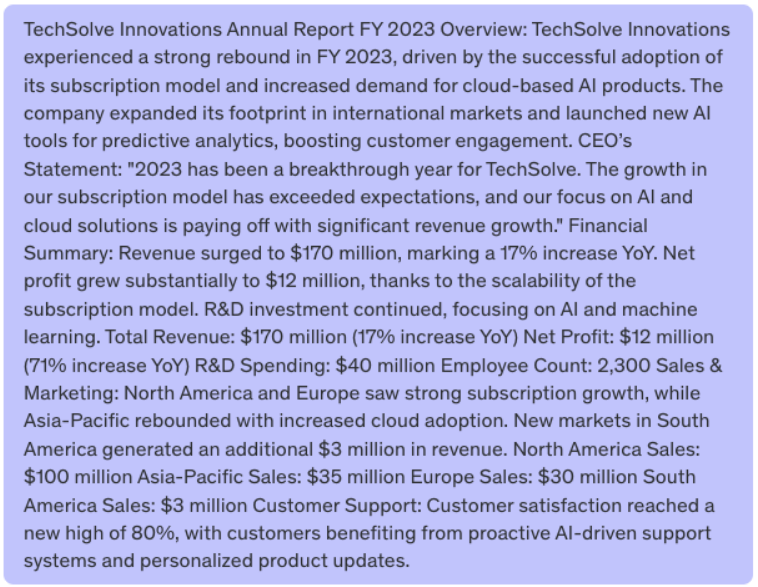 TechSolve Innovations Annual Report FY 2023 Overview: TechSolve Innovations
experienced a strong rebound in FY 2023, driven by the successful adoption of
its subscription model and increased demand for cloud-based AI products. The
company expanded its footprint in international markets and launched new AI
tools for predictive analytics, boosting customer engagement. CEO’s
Statement: "2023 has been a breakthrough year for TechSolve. The growth in
our subscription model has exceeded expectations, and our focus on AI and
cloud solutions is paying off with significant revenue growth." Financial
Summary: Revenue surged to $170 million, marking a 17% increase YoY. Net
profit grew substantially to $12 million, thanks to the scalability of the
subscription model. R&D investment continued, focusing on AI and machine
learning. Total Revenue: $170 million (17% increase YoY) Net Profit: $12 million
(71% increase YoY) R&D Spending: $40 million Employee Count: 2,300 Sales &
Marketing: North America and Europe saw strong subscription growth, while
Asia-Pacific rebounded with increased cloud adoption. New markets in South
America generated an additional $3 million in revenue. North America Sales:
$100 million Asia-Pacific Sales: $35 million Europe Sales: $30 million South
America Sales: $3 million Customer Support: Customer satisfaction reached a
new high of 80%, with customers benefiting from proactive AI-driven support
systems and personalized product updates.